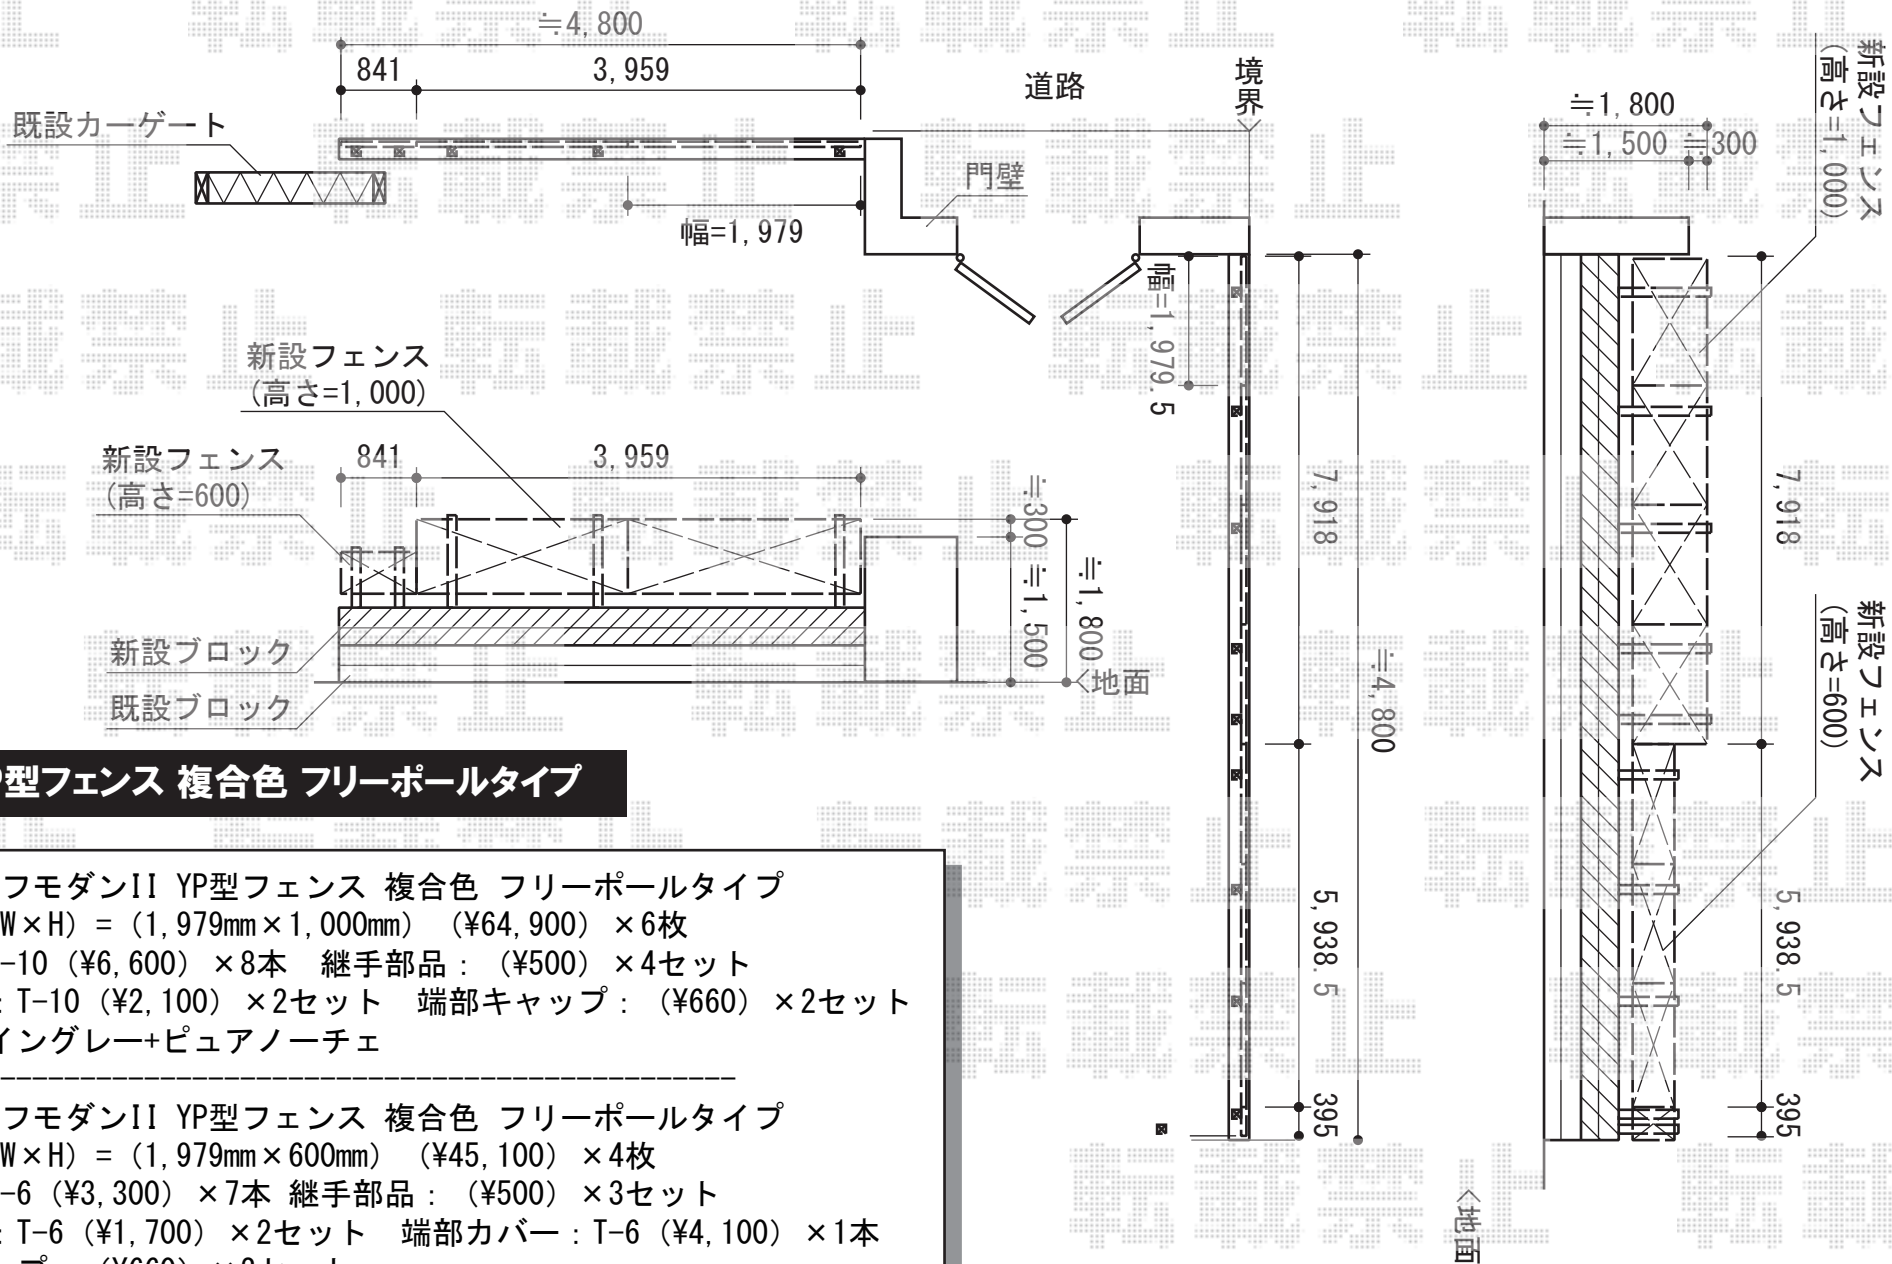 ≒4,800
841
3,959
既設カーゲート
道路
境界
門壁
幅=1,979
新設フェンス
(高さ=1,000)
新設フェンス
(高さ=600)
841
3,959
≒300
≒1,500
≒1,800
<地面
新設ブロック
既設ブロック
幅=1,979.5
7,918
≒4,800
5,938.5
395
≒1,800
≒1,500
≒300
新設フェンス
(高さ=1,000)
7,918
新設フェンス
(高さ=600)
5,938.5
395
<地面
型フェンス 複合色 フリーポールタイプ
フモダンII YP型フェンス 複合色 フリーポールタイプ
W×H) = (1,979mm×1,000mm) (¥64,900) ×6枚
-10 (¥6,600) ×8本 継手部品: (¥500) ×4セット
: T-10 (¥2,100) ×2セット 端部キャップ: (¥660) ×2セット
イングレー+ピュアノーチェ
フモダンII YP型フェンス 複合色 フリーポールタイプ
W×H) = (1,979mm×600mm) (¥45,100) ×4枚
-6 (¥3,300) ×7本 継手部品: (¥500) ×3セット
: T-6 (¥1,700) ×2セット 端部カバー: T-6 (¥4,100) ×1本
転載禁止